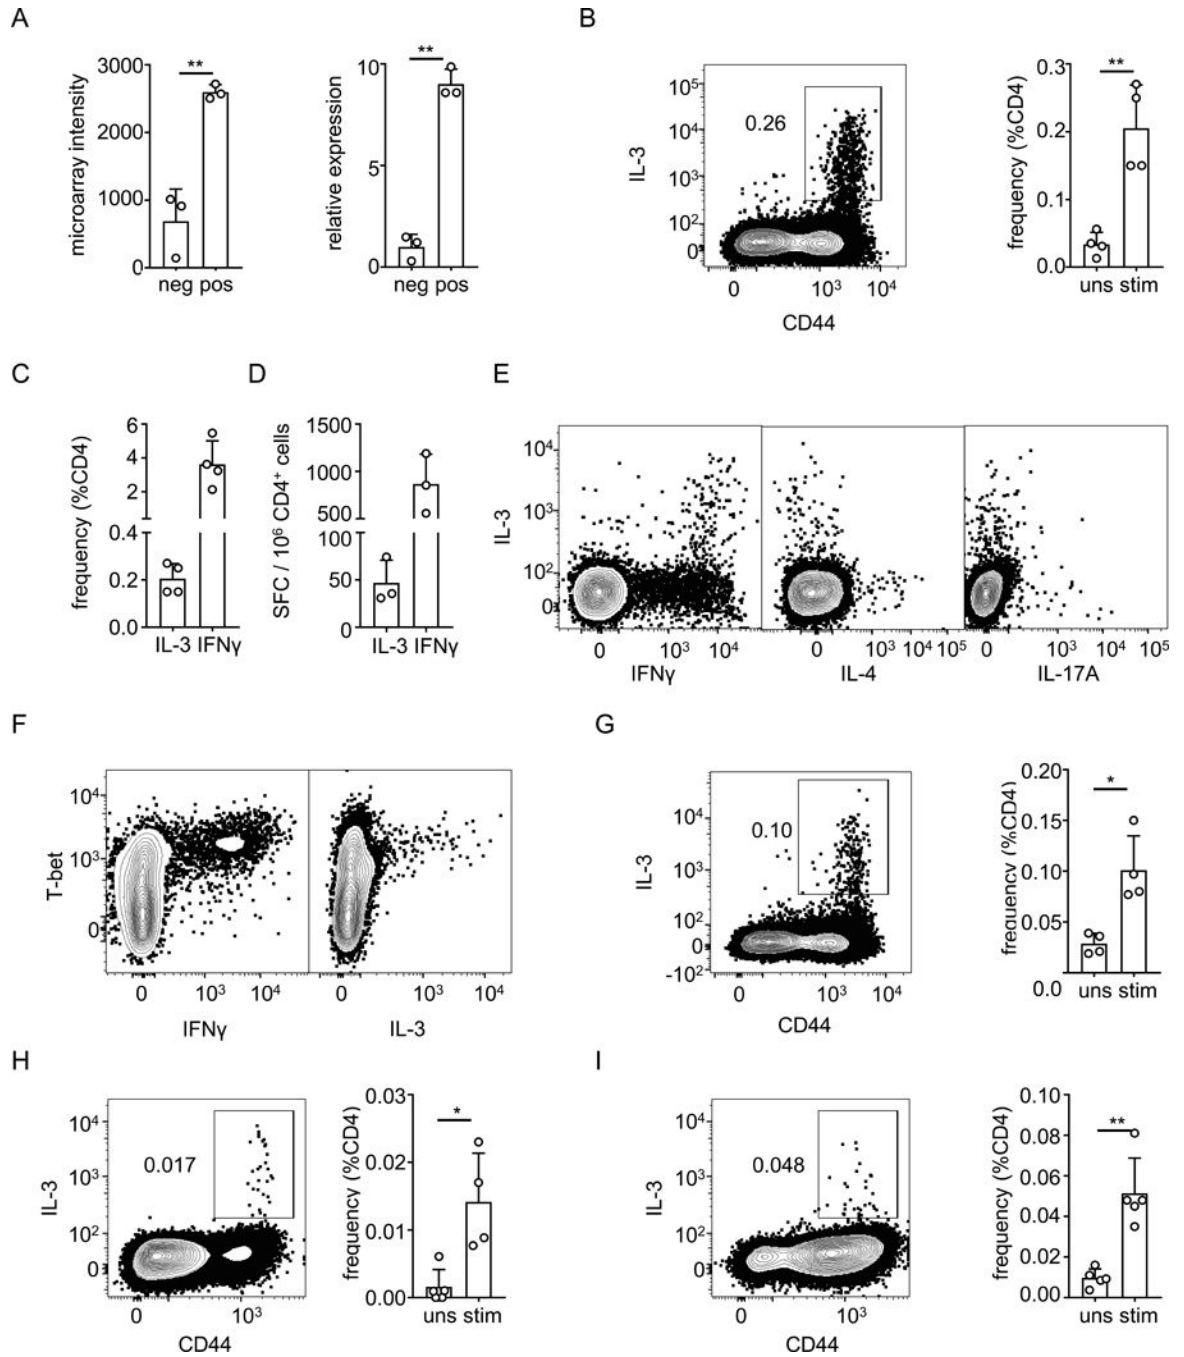 A
microarray intensity
3000
2000
1000
0
**
neg pos
relative expression
10
5
0
**
neg pos
B
IL-3
10⁵
10⁴
10³
10²
0
0.26
0 10³ 10⁴
CD44
frequency (%CD4)
0.3
0.2
0.1
0.0
**
uns stim
C
frequency (%CD4)
6
4
2
0.4
0.2
0.0
IL-3 IFNγ
D
SFC / 10⁶ CD4⁺ cells
1500
1000
500
100
50
0
IL-3 IFNγ
E
IL-3
10⁴
10³
10²
0
0 10³ 10⁴
IFNγ
0 10³ 10⁴ 10⁵
IL-4
0 10³ 10⁴ 10⁵
IL-17A
F
T-bet
10⁴
10³
0
0 10³ 10⁴
IFNγ
0 10³ 10⁴
IL-3
G
IL-3
10⁴
10³
10²
0
-10²
0.10
0 10³ 10⁴
CD44
frequency (%CD4)
0.20
0.15
0.10
0.05
0.0
*
uns stim
H
IL-3
10⁴
10³
10²
0
0.017
0 10³
CD44
frequency (%CD4)
0.03
0.02
0.01
0.00
*
uns stim
I
IL-3
10⁴
10³
10²
0
0.048
0 10³
CD44
frequency (%CD4)
0.10
0.08
0.06
0.04
0.02
0.00
**
uns stim